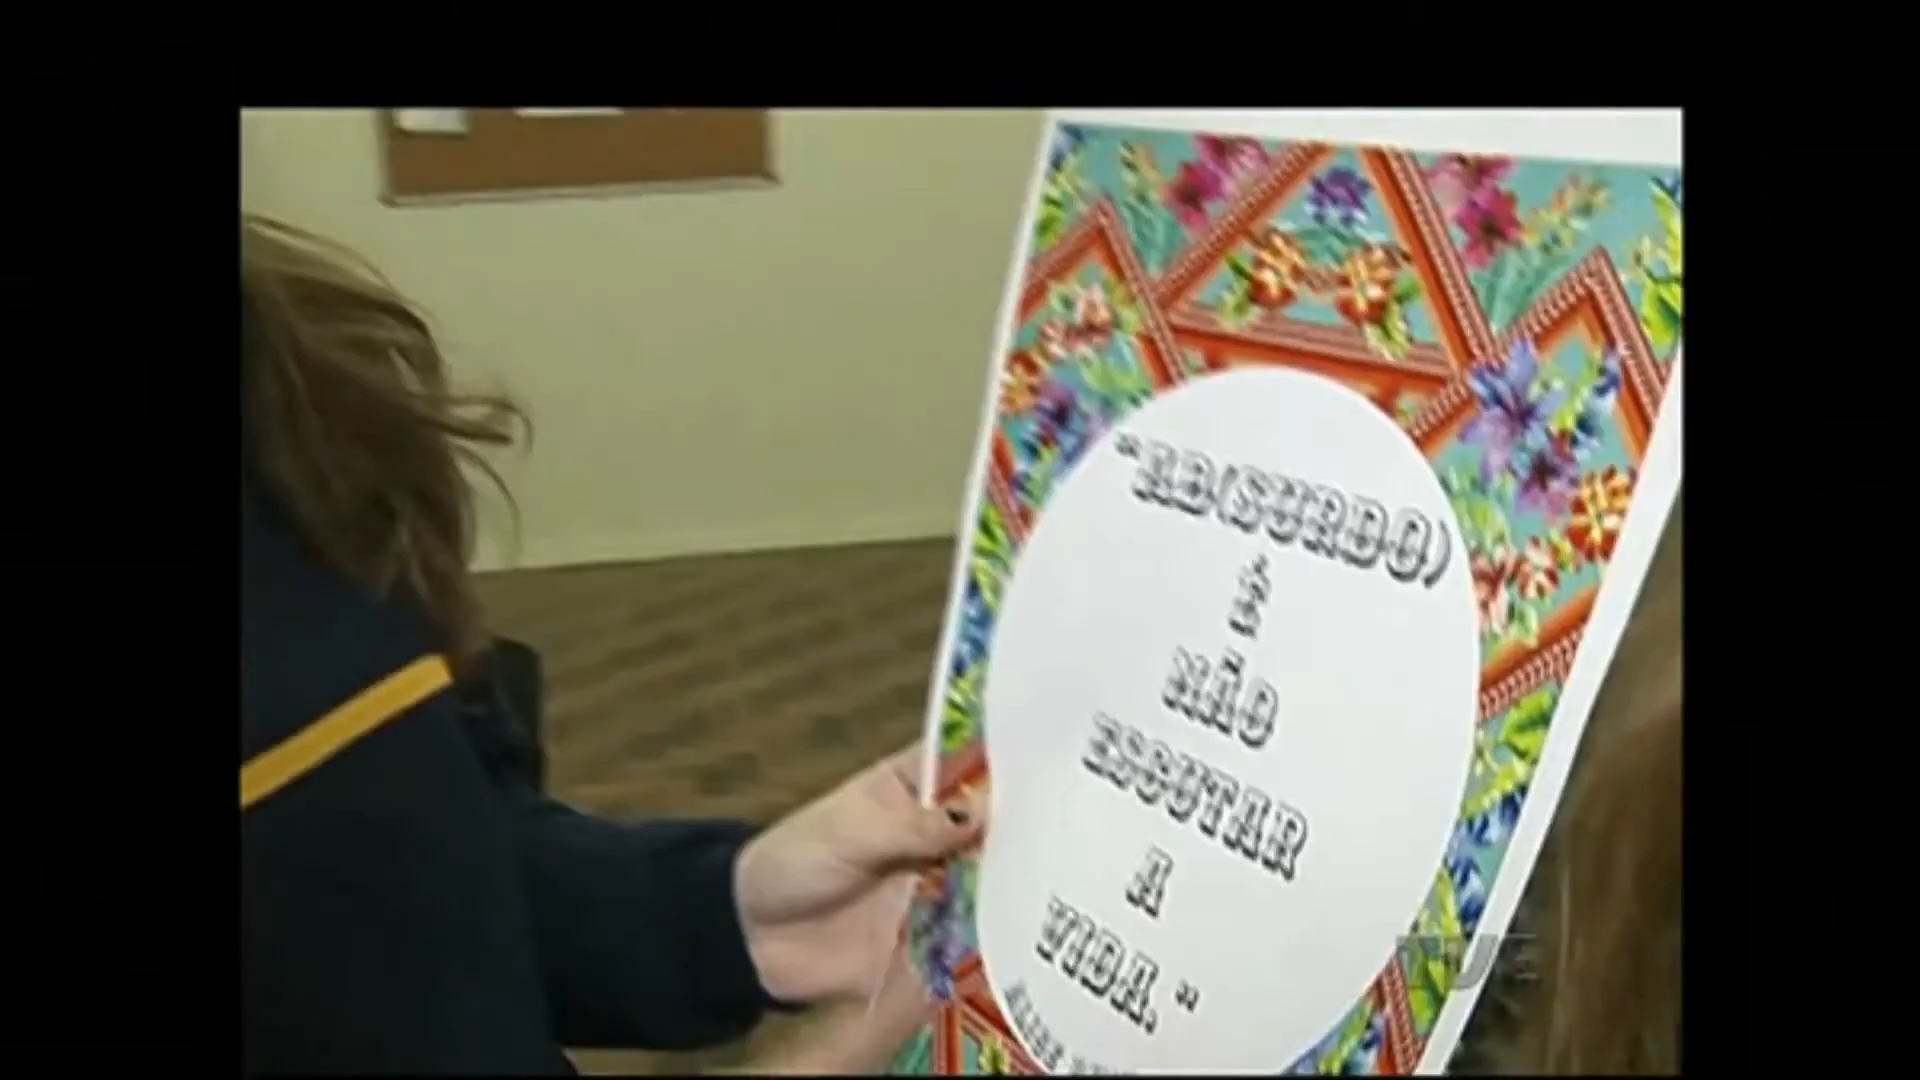 "AB(SURDO)
É
NÃO
ESCUTAR
A
VIDA."